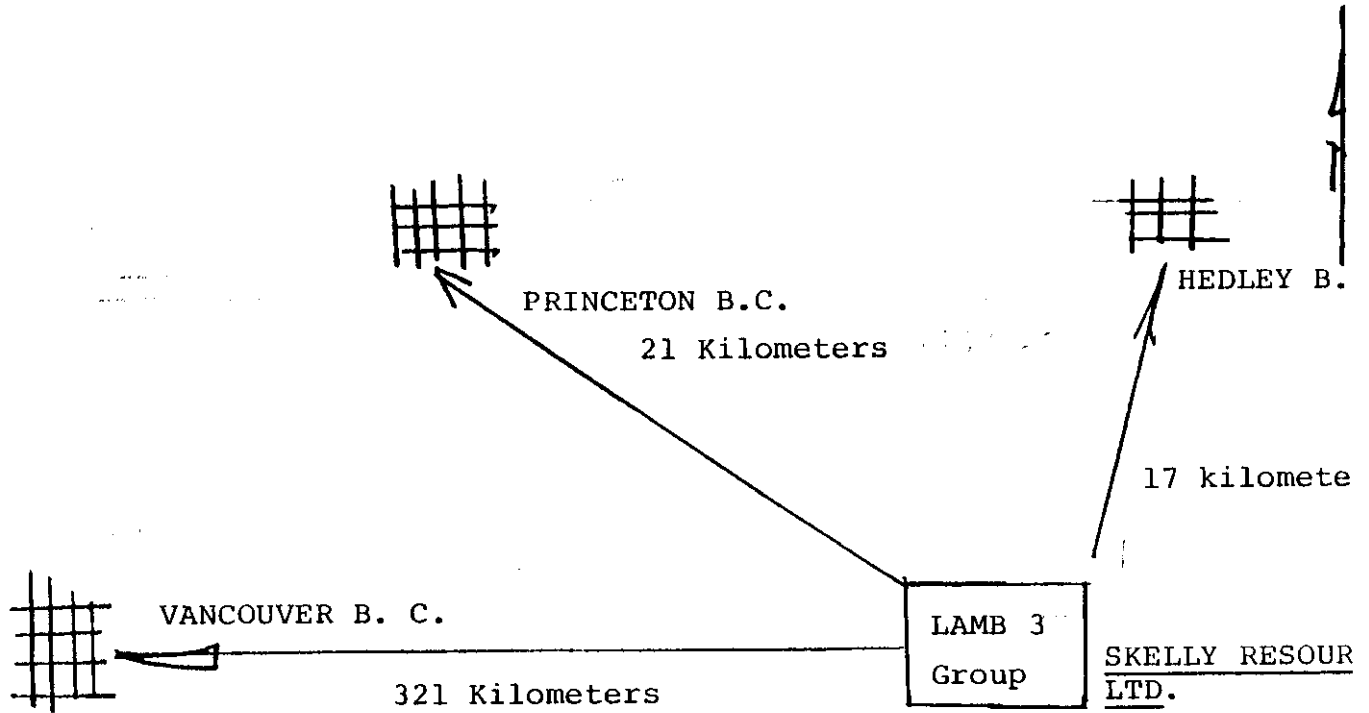 PRINCETON B.C.
21 Kilometers
HEDLEY B.
17 kilomete
VANCOUVER B. C.
321 Kilometers
LAMB 3
Group
SKELLY RESOUR
LTD.